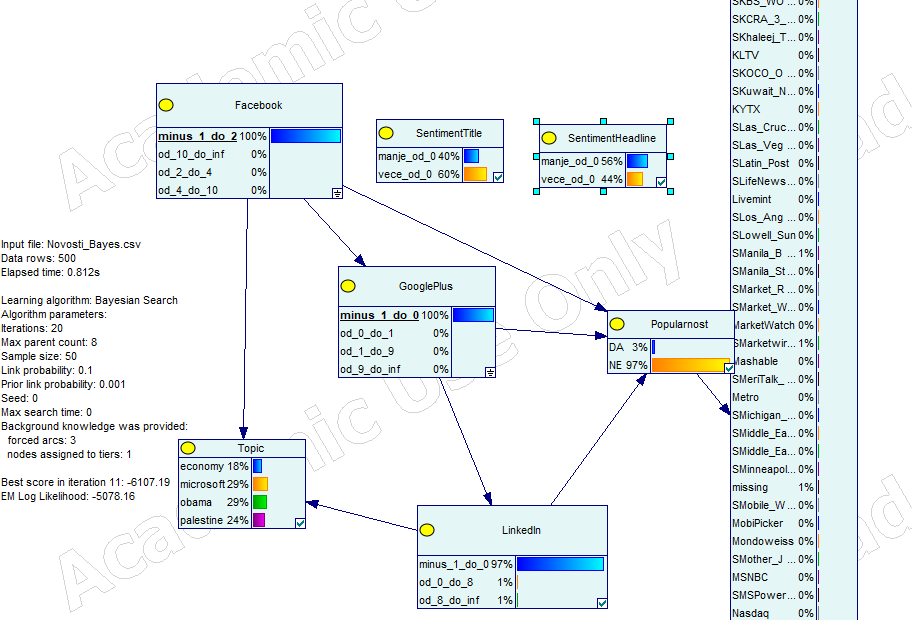 Facebook
minus_1_do_2 100%
od_10_do_inf 0%
od_2_do_4 0%
od_4_do_10 0%
SentimentTitle
manje_od_0 40%
vece_od_0 60%
SentimentHeadline
manje_od_0 56%
vece_od_0 44%
Input file: Novosti_Bayes.csv
Data rows: 500
Elapsed time: 0.812s
Learning algorithm: Bayesian Search
Algorithm parameters:
Iterations: 20
Max parent count: 8
Sample size: 50
Link probability: 0.1
Prior link probability: 0.001
Seed: 0
Max search time: 0
Background knowledge was provided:
forced arcs: 3
nodes assigned to tiers: 1
Best score in iteration 11: -6107.19
EM Log Likelihood: -5078.16
GooglePlus
minus_1_do_0 100%
od_0_do_1 0%
od_1_do_9 0%
od_9_do_inf 0%
Popularnost
DA 3%
NE 97%
Topic
economy 18%
microsoft 29%
obama 29%
palestine 24%
LinkedIn
minus_1_do_0 97%
od_0_do_8 1%
od_8_do_inf 1%
SKBS_WO ... 0%
SKCRA_3_... 0%
SKhaleej_T... 0%
KLTV 0%
SKOCO_O ... 0%
SKuwait_N... 0%
KYTX 0%
SLas_Cruc... 0%
SLas_Veg ... 0%
SLatin_Post 0%
SLifeNews... 0%
Livemint 0%
SLos_Ang ... 0%
SLowell_Sun 0%
SManila_B ... 1%
SManila_St... 0%
SMarket_R ... 0%
SMarket_W... 0%
MarketWatch 0%
SMarketwir... 1%
Mashable 0%
SMeriTalk_ ... 0%
Metro 0%
SMichigan_... 0%
SMiddle_Ea... 0%
SMiddle_Ea... 0%
SMinneapol... 0%
missing 1%
SMobile_W ... 0%
MobiPicker 0%
Mondoweiss 0%
SMother_J ... 0%
MSNBC 0%
SMSPower... 0%
Nasdaq 0%
Academic Use Only
Academic Use Only